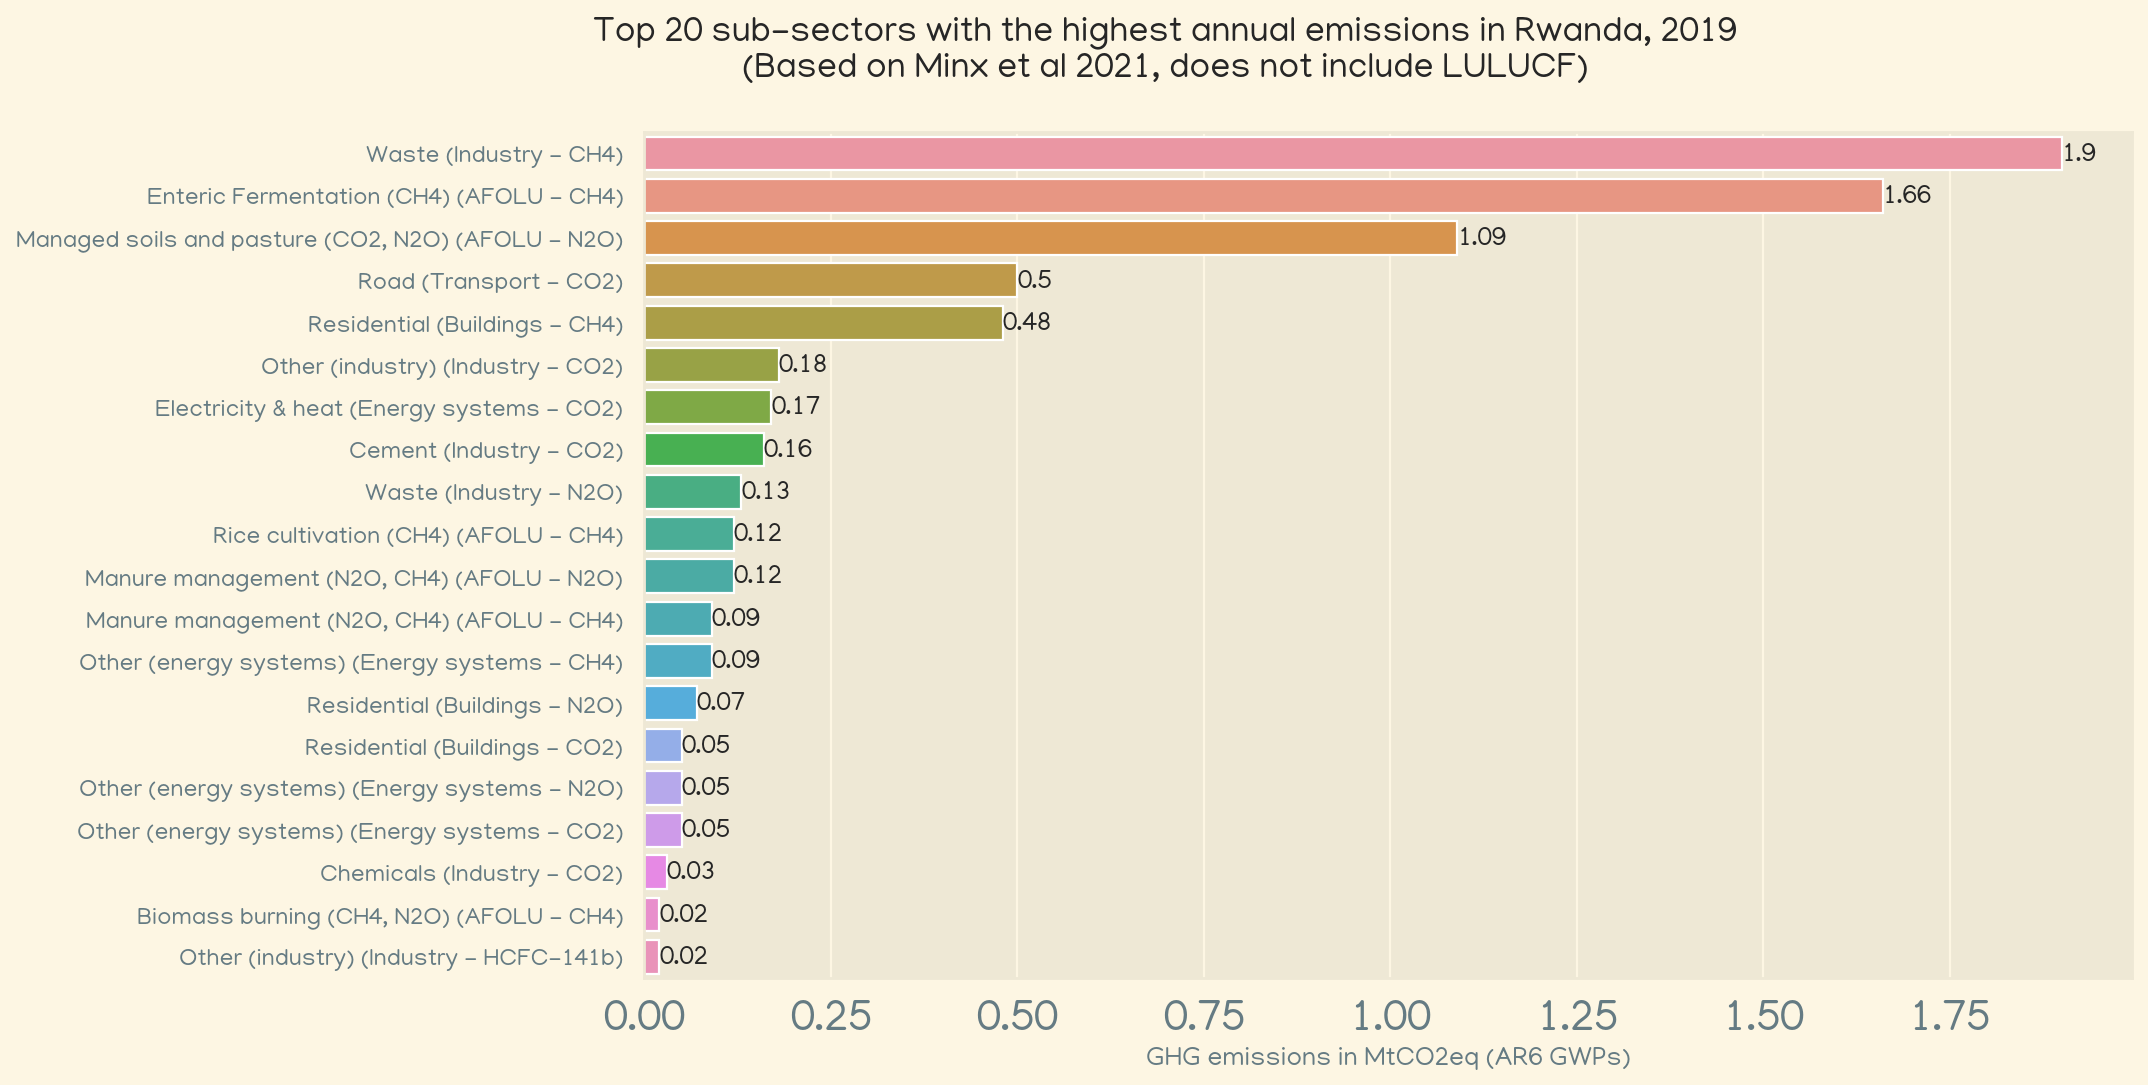 Top 20 sub-sectors with the highest annual emissions in Rwanda, 2019
(Based on Minx et al 2021, does not include LULUCF)
Waste (Industry - CH4) 1.9
Enteric Fermentation (CH4) (AFOLU - CH4) 1.66
Managed soils and pasture (CO2, N2O) (AFOLU - N2O) 1.09
Road (Transport - CO2) 0.5
Residential (Buildings - CH4) 0.48
Other (industry) (Industry - CO2) 0.18
Electricity & heat (Energy systems - CO2) 0.17
Cement (Industry - CO2) 0.16
Waste (Industry - N2O) 0.13
Rice cultivation (CH4) (AFOLU - CH4) 0.12
Manure management (N2O, CH4) (AFOLU - N2O) 0.12
Manure management (N2O, CH4) (AFOLU - CH4) 0.09
Other (energy systems) (Energy systems - CH4) 0.09
Residential (Buildings - N2O) 0.07
Residential (Buildings - CO2) 0.05
Other (energy systems) (Energy systems - N2O) 0.05
Other (energy systems) (Energy systems - CO2) 0.05
Chemicals (Industry - CO2) 0.03
Biomass burning (CH4, N2O) (AFOLU - CH4) 0.02
Other (industry) (Industry - HCFC-141b) 0.02
0.00 0.25 0.50 0.75 1.00 1.25 1.50 1.75
GHG emissions in MtCO2eq (AR6 GWPs)